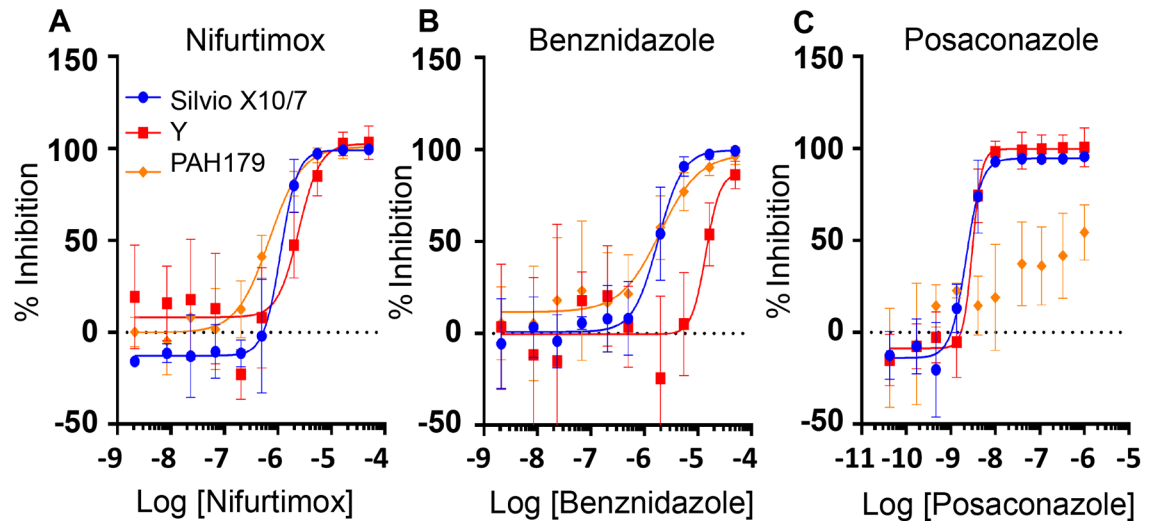 A
B
C
Nifurtimox
Benznidazole
Posaconazole
150
100
50
0
-50
% Inhibition
Silvio X10/7
Y
PAH179
-9 -8 -7 -6 -5 -4
Log [Nifurtimox]
150
100
50
0
-50
% Inhibition
-9 -8 -7 -6 -5 -4
Log [Benznidazole]
150
100
50
0
-50
% Inhibition
-11 -10 -9 -8 -7 -6 -5
Log [Posaconazole]